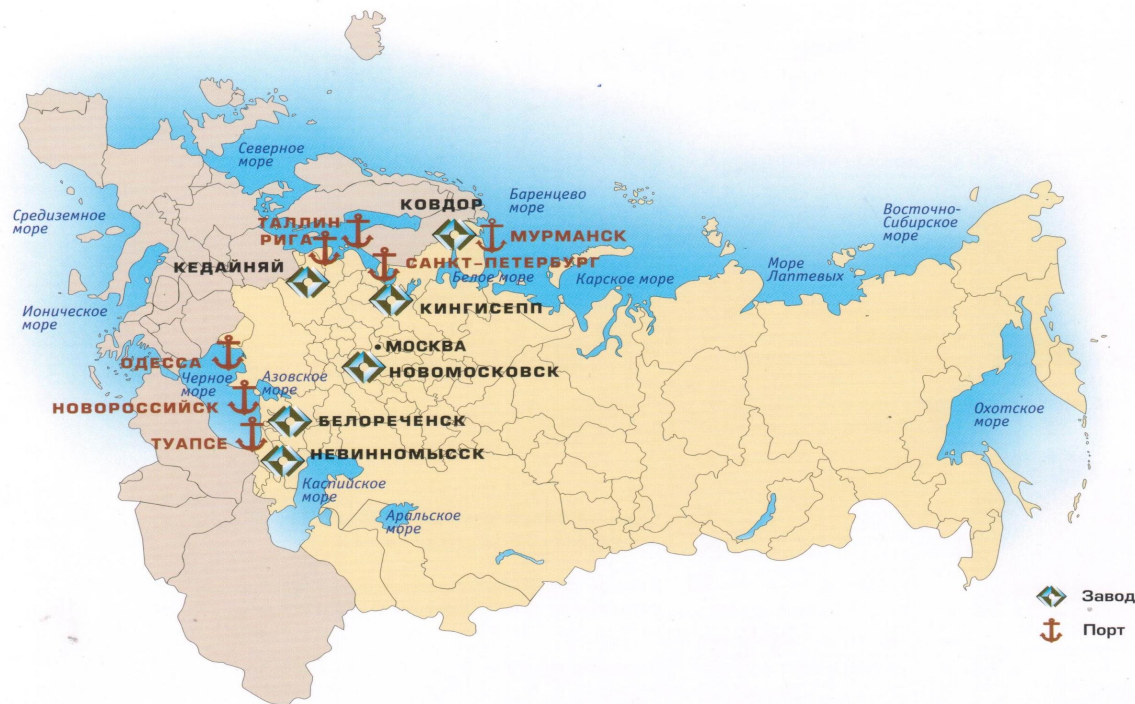 Северное
море
Баренцево
море
КОВДОР
Средиземное
море
Восточно-
Сибирское
море
ТАЛЛИН
РИГА
МУРМАНСК
КЕДАЙНЯЙ
САНКТ-ПЕТЕРБУРГ
Белое море
Карское море
Море
Лаптевых
Ионическое
море
КИНГИСЕПП
МОСКВА
ОДЕССА
НОВОМОСКОВСК
Черное
море
Азовское
море
НОВОРОССИЙСК
БЕЛОРЕЧЕНСК
Охотское
море
ТУАПСЕ
НЕВИННОМЫССК
Каспийское
море
Аральское
море
Завод
Порт